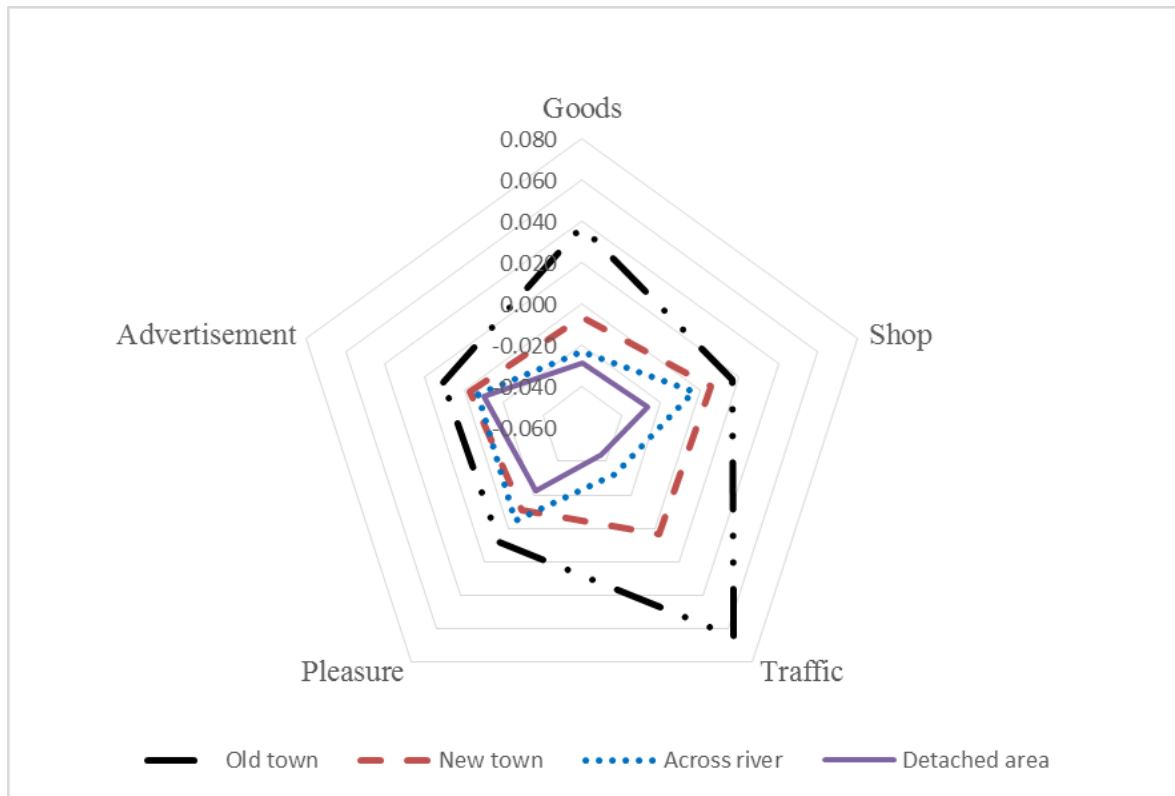 Goods
0.080
0.060
0.040
0.020
0.000
-0.020
-0.040
-0.060
Advertisement
Shop
Pleasure
Traffic
Old town New town Across river Detached area